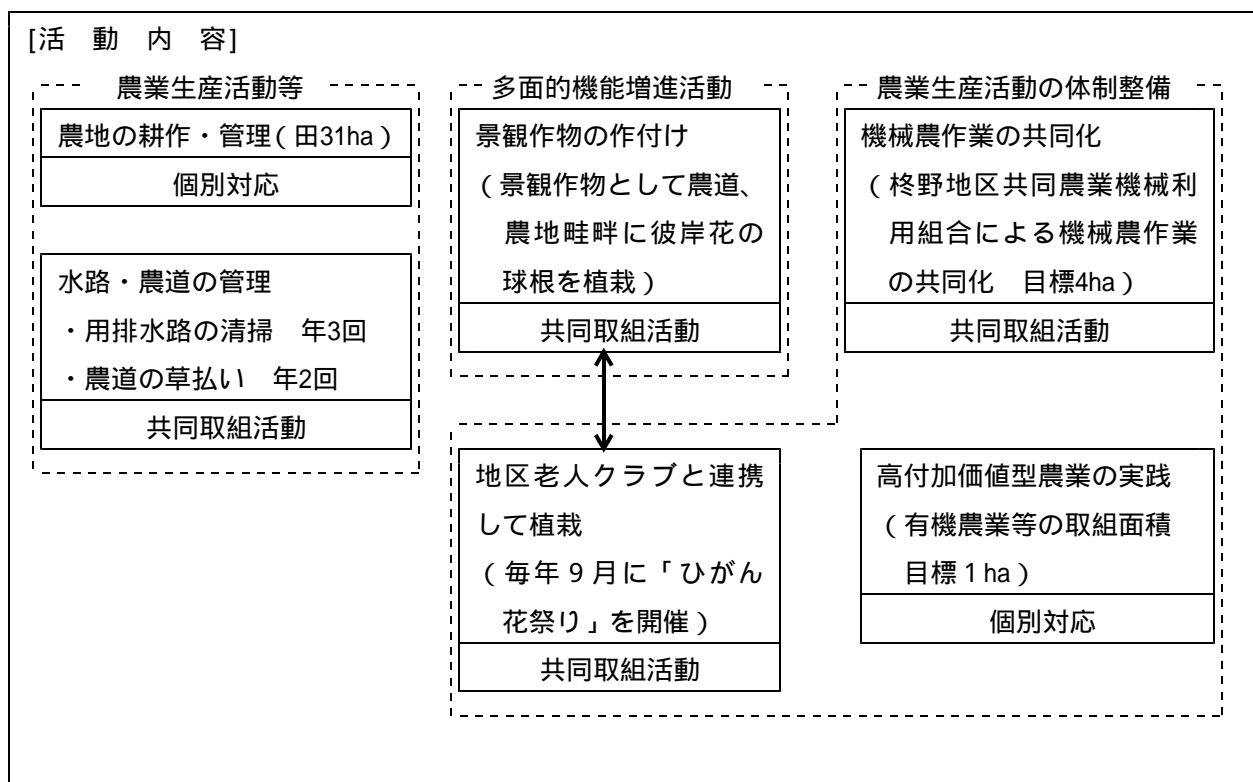 [活 動 内 容]
農業生産活動等
農地の耕作・管理(田31ha)
個別対応
水路・農道の管理
・用排水路の清掃 年3回
・農道の草払い 年2回
共同取組活動
多面的機能増進活動
景観作物の作付け
(景観作物として農道、
農地畦畔に彼岸花の
球根を植栽)
共同取組活動
地区老人クラブと連携
して植栽
(毎年9月に「ひがん
花祭り」を開催)
共同取組活動
農業生産活動の体制整備
機械農作業の共同化
(柊野地区共同農業機械利
用組合による機械農作業
の共同化 目標4ha)
共同取組活動
高付加価値型農業の実践
(有機農業等の取組面積
目標1ha)
個別対応